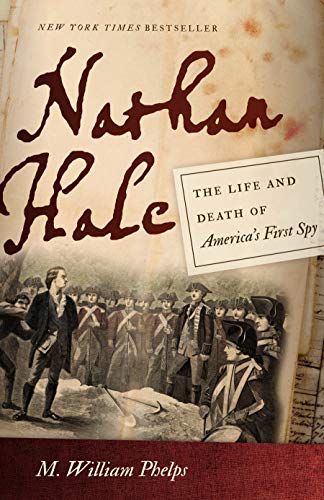 NEW YORK TIMES BESTSELLER
Nathan
Hale
THE LIFE AND
DEATH OF
America's First Spy
M. William Phelps